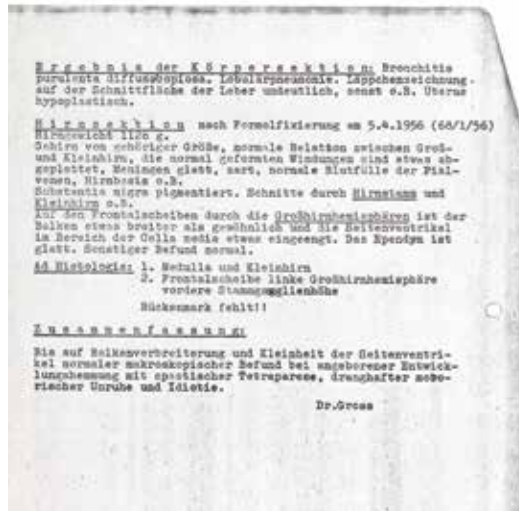 Ergebnis der Körpersektion: Bronchitis
purulenta diffusa copiosa. Lobulärpneumonie. Läppchenzeichnung
auf der Schnittfläche der Leber undeutlich, sonst o.B. Uterus
hypoplastisch.
Hirnsektion nach Formolfixierung am 5.4.1956 (68/1/56)
Hirngewicht 1120 g.
Gehirn von gehöriger Größe, normale Relation zwischen Groß-
und Kleinhirn, die normal geformten Windungen sind etwas ab-
geplattet, Meningen glatt, zart, normale Blutfülle der Pial-
venen, Hirnbasis o.B.
Substantia nigra pigmentiert. Schnitte durch Hirnstamm und
Kleinhirn o.B.
Auf den Frontalscheiben durch die Großhirnhemisphären ist der
Balken etwas breiter als gewöhnlich und die Seitenventrikel
im Bereich der Cella media etwas eingeengt. Das Ependym ist
glatt. Sonstiger Befund normal.
Ad Histologie: 1. Medulla und Kleinhirn
2. Frontalscheibe linke Großhirnhemisphäre
vordere Stammganglienhöhe
Rückenmark fehlt!!
Zusammenfassung:
Bis auf Balkenverbreiterung und Kleinheit der Seitenventri-
kel normaler makroskopischer Befund bei angeborener Entwick-
lungshemmung mit spastischer Tetraparese, dranghafter moto-
rischer Unruhe und Idiotie.
Dr.Gross